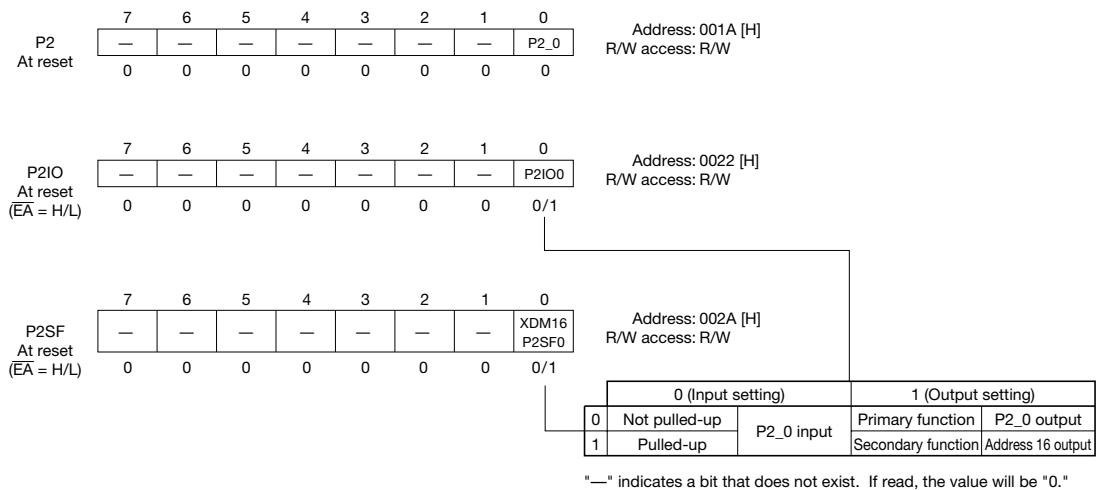 7 6 5 4 3 2 1 0
P2 — — — — — — — P2_0
At reset 0 0 0 0 0 0 0 0
Address: 001A [H]
R/W access: R/W
7 6 5 4 3 2 1 0
P2IO — — — — — — — P2IO0
At reset
(EA = H/L) 0 0 0 0 0 0 0 0/1
Address: 0022 [H]
R/W access: R/W
7 6 5 4 3 2 1 0
P2SF — — — — — — — XDM16
P2SF0
At reset
(EA = H/L) 0 0 0 0 0 0 0 0/1
Address: 002A [H]
R/W access: R/W
0 (Input setting) 1 (Output setting)
0 Not pulled-up P2_0 input Primary function P2_0 output
1 Pulled-up Secondary function Address 16 output
"—" indicates a bit that does not exist. If read, the value will be "0."